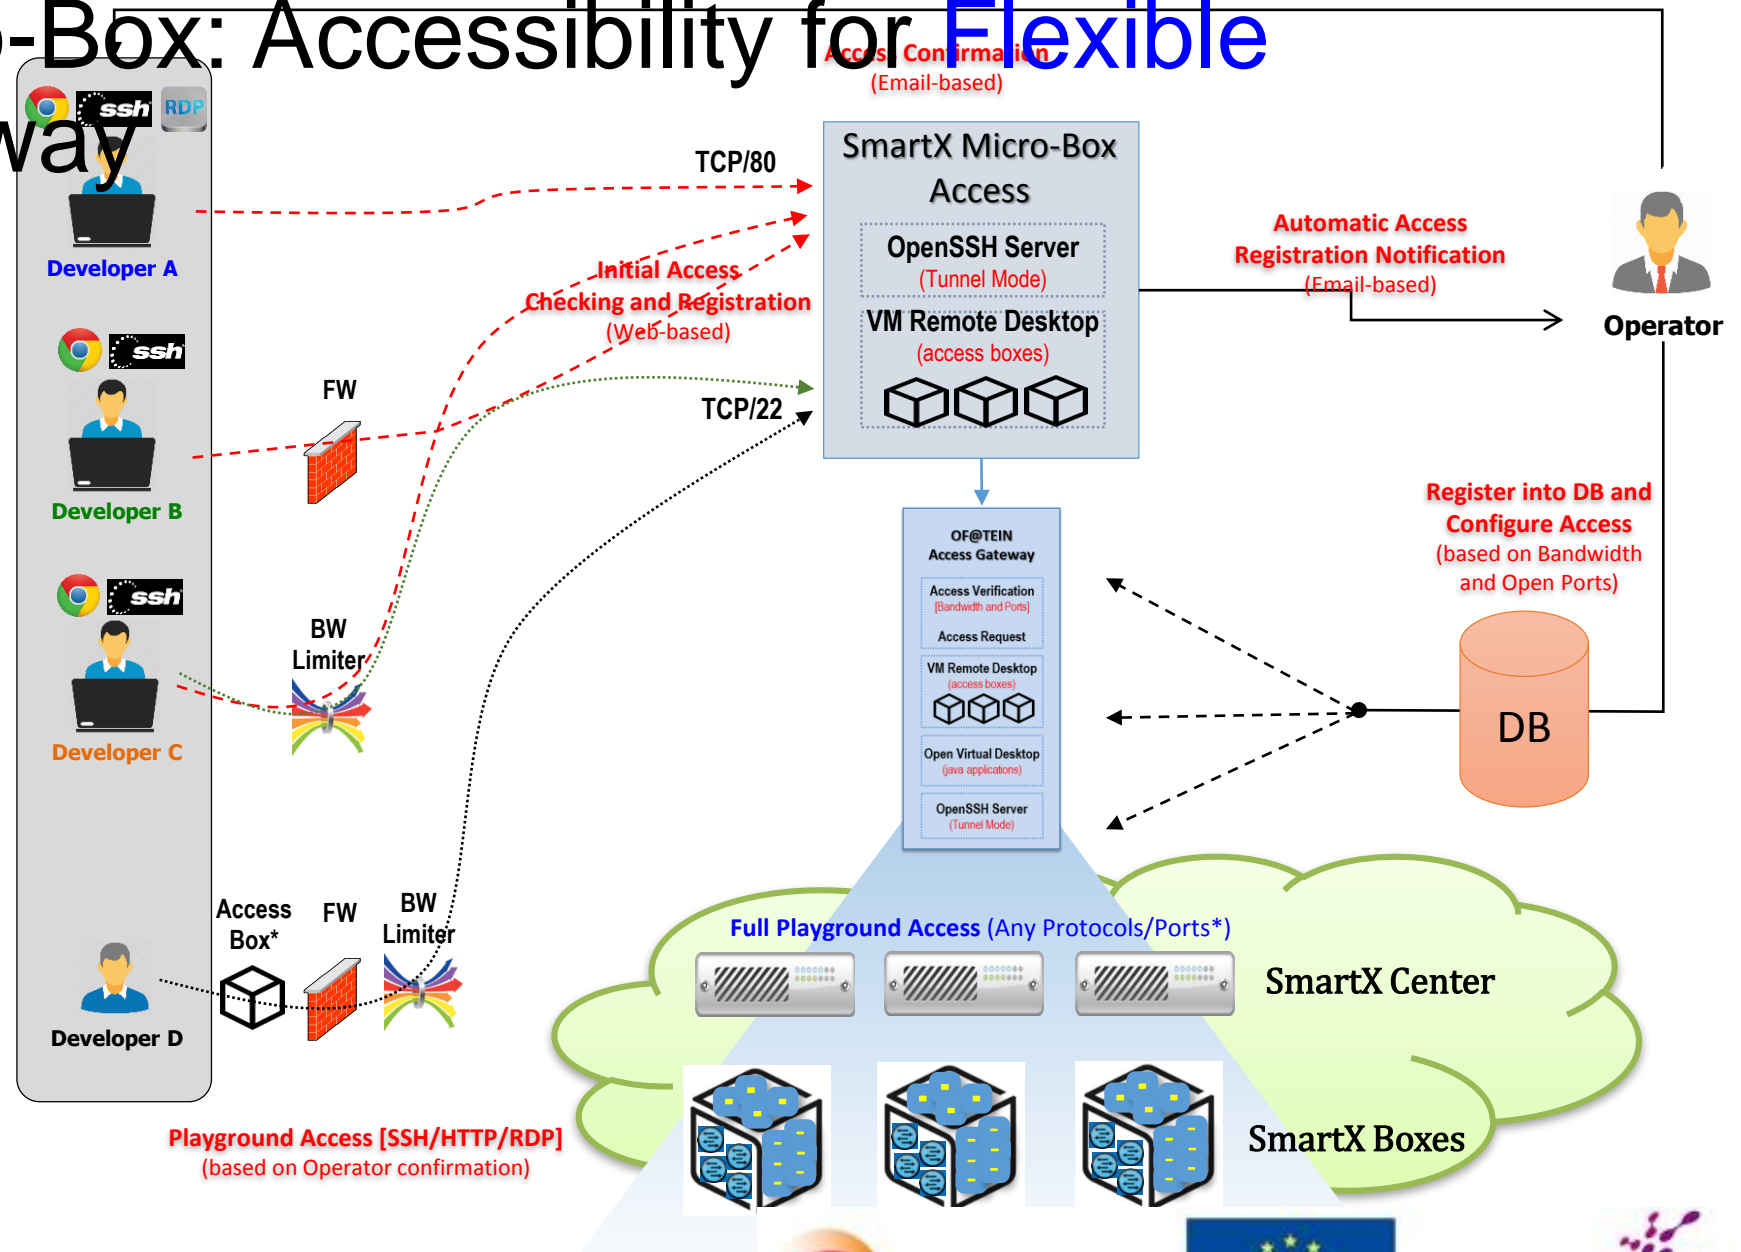 -Box: Accessibility for Flexible
way
Access Confirmation
(Email-based)
ssh
RDP
Developer A
TCP/80
SmartX Micro-Box
Access
OpenSSH Server
(Tunnel Mode)
VM Remote Desktop
(access boxes)
Initial Access
Checking and Registration
(Web-based)
Automatic Access
Registration Notification
(Email-based)
Operator
ssh
FW
TCP/22
Developer B
OF@TEIN
Access Gateway
Access Verification
[Bandwidth and Ports]
Access Request
VM Remote Desktop
(access boxes)
Open Virtual Desktop
(java applications)
OpenSSH Server
(Tunnel Mode)
Register into DB and
Configure Access
(based on Bandwidth
and Open Ports)
DB
ssh
BW
Limiter
Developer C
Access
Box*
FW
BW
Limiter
Developer D
Full Playground Access (Any Protocols/Ports*)
SmartX Center
SmartX Boxes
Playground Access [SSH/HTTP/RDP]
(based on Operator confirmation)